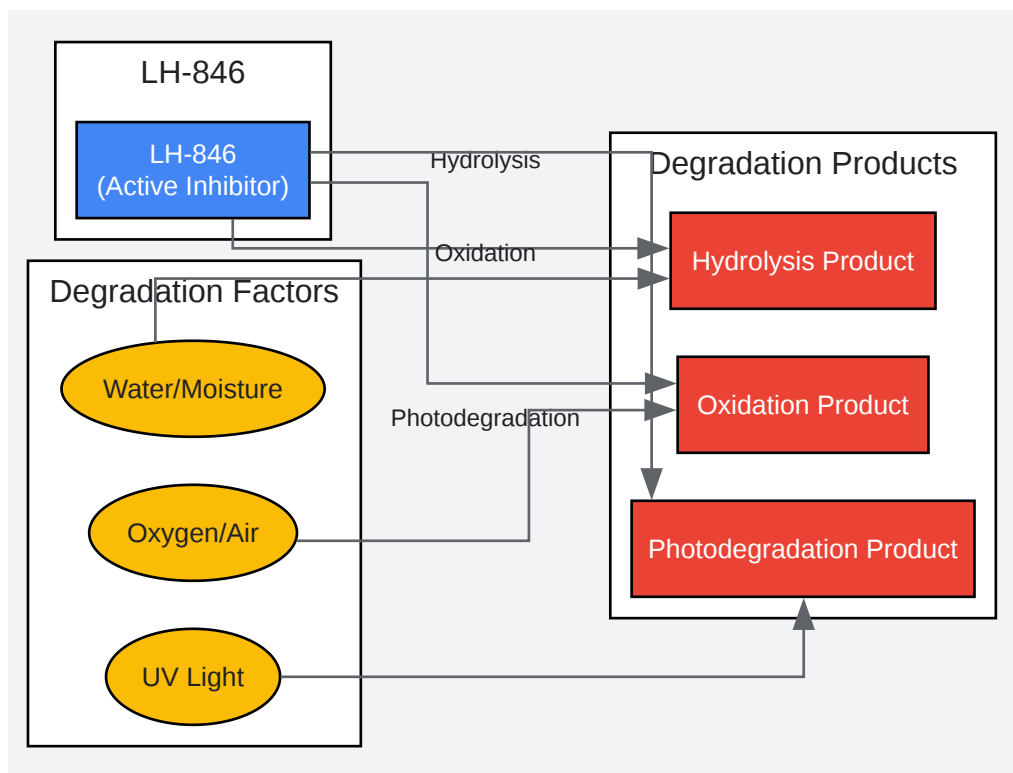 LH-846
LH-846
(Active Inhibitor)
Hydrolysis
Oxidation
Photodegradation
Degradation Factors
Water/Moisture
Oxygen/Air
UV Light
Degradation Products
Hydrolysis Product
Oxidation Product
Photodegradation Product